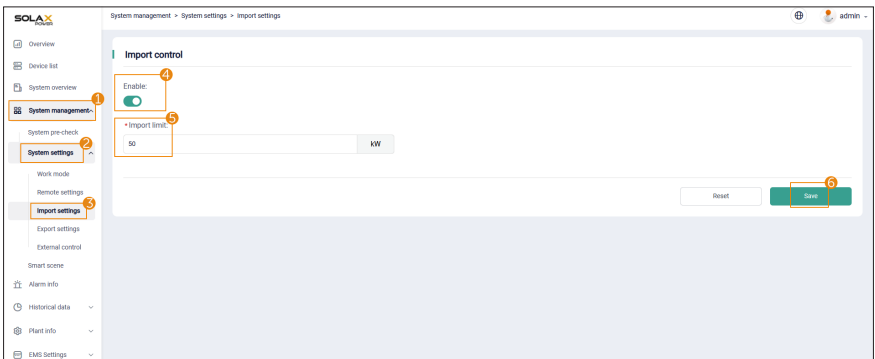 SOLAX
POWER
System management > System settings > Import settings
admin
Overview
Device list
System overview
1
System management
System pre-check
2
System settings
Work mode
Remote settings
3
Import settings
Export settings
External control
Smart scene
Alarm info
Historical data
Plant info
EMS Settings
Import control
4
Enable:
5
* Import limit:
50 kW
6
Reset Save